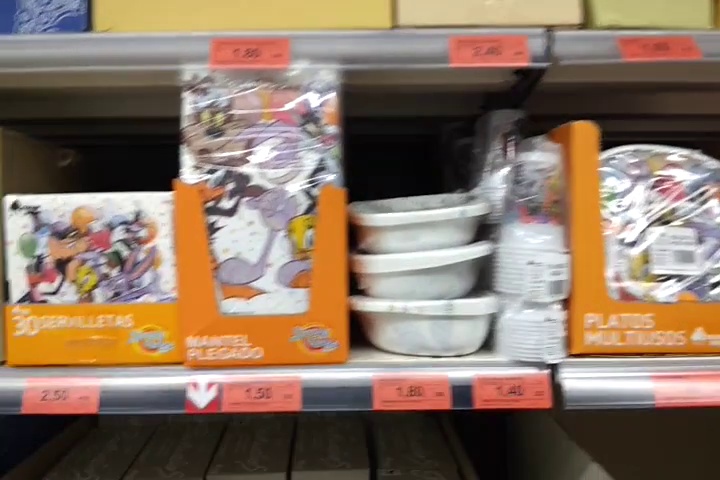 1.80
2.40
30 SERVILLETAS
MANTEL
PLEGADO
PLATOS
MULTIUSOS
2.50
1.50
1.80
1.40